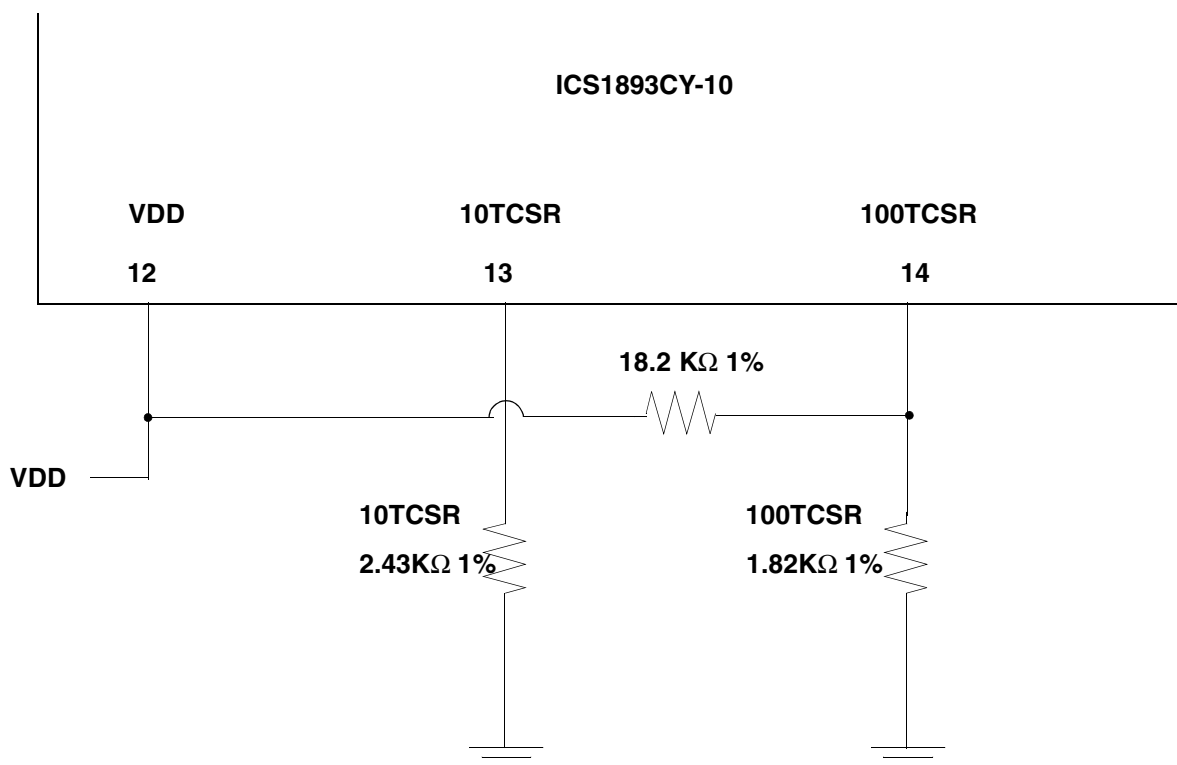 ICS1893CY-10
VDD
10TCSR
100TCSR
12
13
14
18.2 KΩ 1%
VDD
10TCSR
2.43KΩ 1%
100TCSR
1.82KΩ 1%